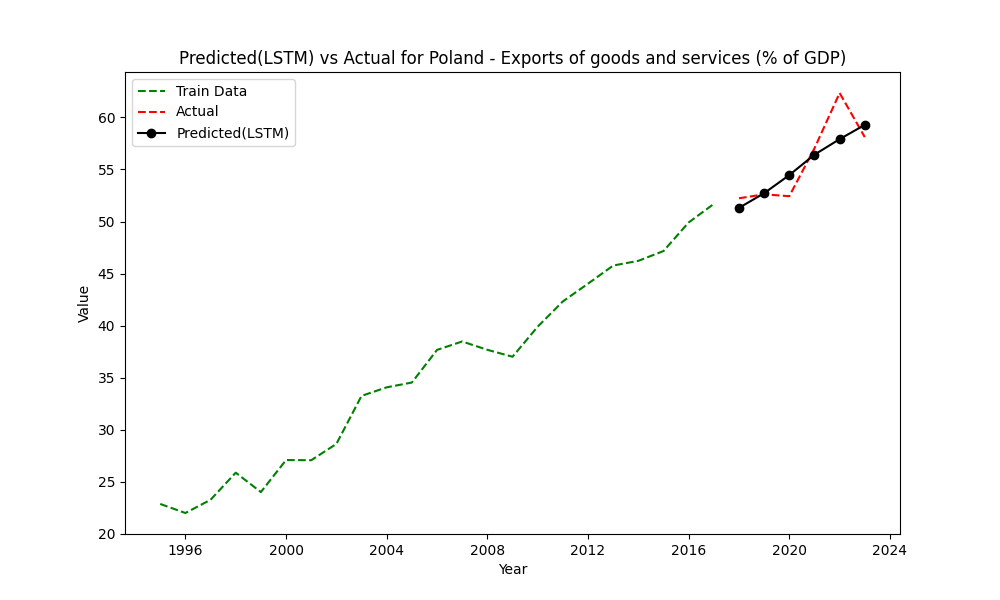 Predicted(LSTM) vs Actual for Poland - Exports of goods and services (% of GDP)
Train Data
Actual
Predicted(LSTM)
60
55
50
45
40
35
30
25
20
Value
1996 2000 2004 2008 2012 2016 2020 2024
Year